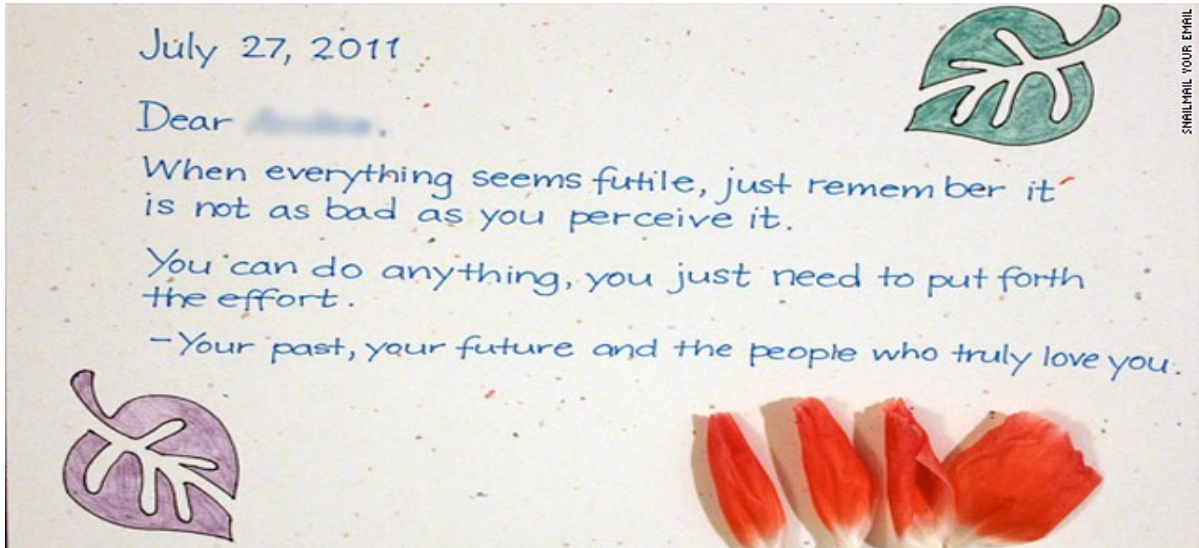 July 27, 2011
Dear
When everything seems futile, just remember it
is not as bad as you perceive it.
You can do anything, you just need to put forth
the effort.
-Your past, your future and the people who truly love you.
SNAILMAIL YOUR EMAIL